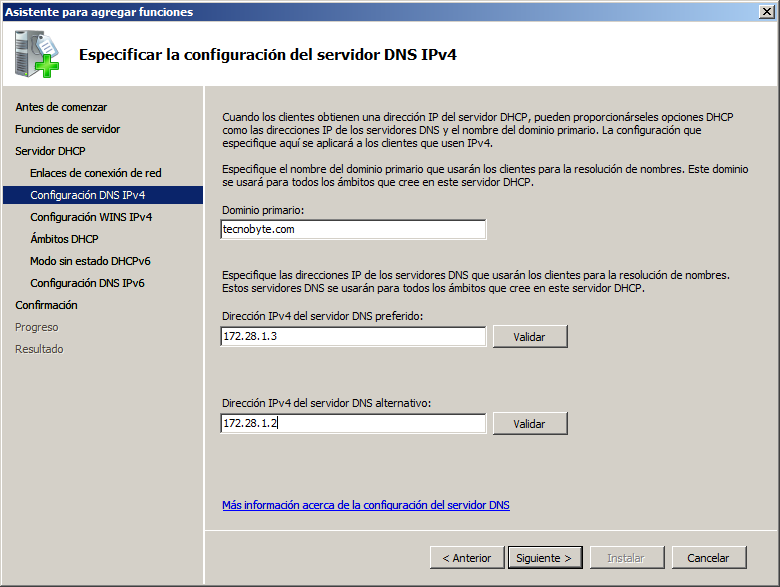 Asistente para agregar funciones
Especificar la configuración del servidor DNS IPv4
Antes de comenzar
Funciones de servidor
Servidor DHCP
Enlaces de conexión de red
Configuración DNS IPv4
Configuración WINS IPv4
Ámbitos DHCP
Modo sin estado DHCPv6
Configuración DNS IPv6
Confirmación
Progreso
Resultado
Cuando los clientes obtienen una dirección IP del servidor DHCP, pueden proporcionárseles opciones DHCP
como las direcciones IP de los servidores DNS y el nombre del dominio primario. La configuración que
especifique aquí se aplicará a los clientes que usen IPv4.
Especifique el nombre del dominio primario que usarán los clientes para la resolución de nombres. Este dominio
se usará para todos los ámbitos que cree en este servidor DHCP.
Dominio primario:
tecnobyte.com
Especifique las direcciones IP de los servidores DNS que usarán los clientes para la resolución de nombres.
Estos servidores DNS se usarán para todos los ámbitos que cree en este servidor DHCP.
Dirección IPv4 del servidor DNS preferido:
172.28.1.3
Validar
Dirección IPv4 del servidor DNS alternativo:
172.28.1.2
Validar
Más información acerca de la configuración del servidor DNS
< Anterior
Siguiente >
Instalar
Cancelar